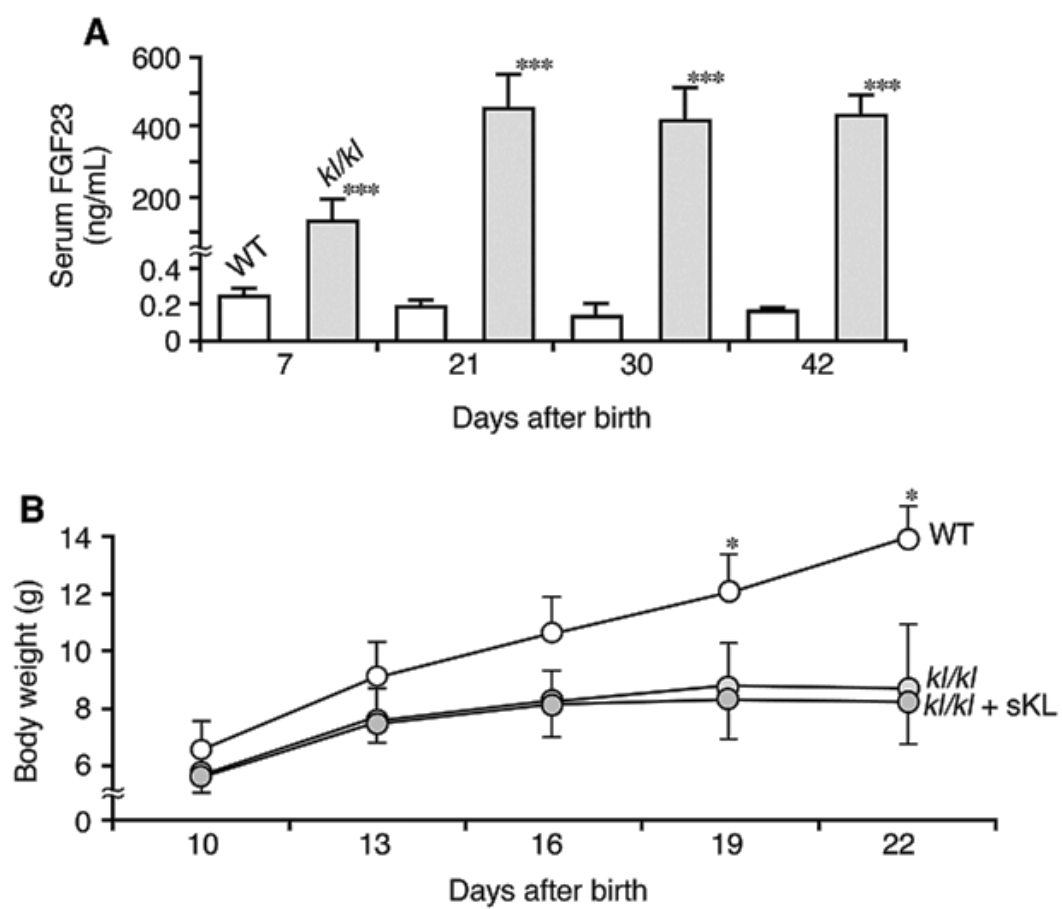 A
600
400
200
0.4
0.2
0
Serum FGF23
(ng/mL)
WT
kl/kl
***
***
***
***
7 21 30 42
Days after birth
B
14
12
10
8
6
0
Body weight (g)
*
*
WT
kl/kl
kl/kl + sKL
10 13 16 19 22
Days after birth